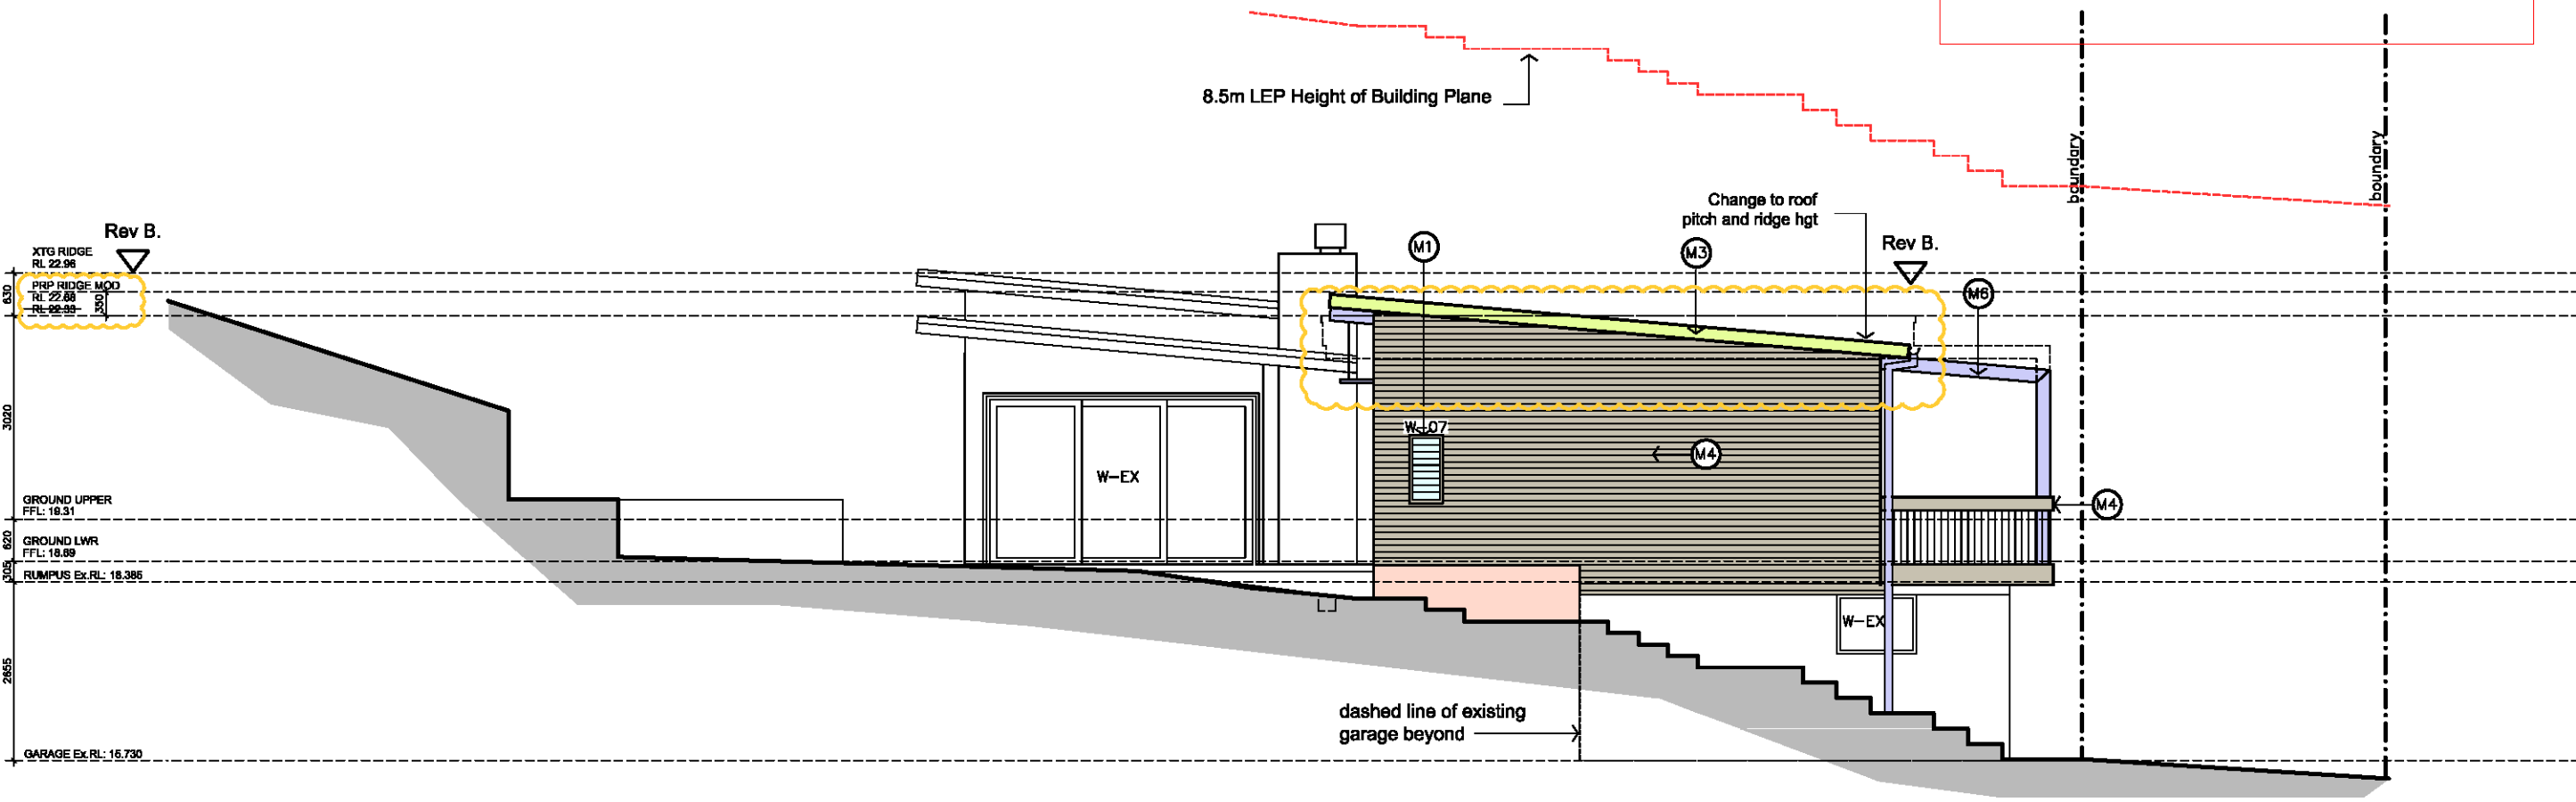 8.5m LEP Height of Building Plane
boundary
boundary
Change to roof
pitch and ridge hgt
Rev B.
Rev B.
XTG RIDGE
RL 22.96
PRP RIDGE MOD
RL 22.68
RL 22.33
350
630
M1
M3
M6
3020
W-07
M4
W-EX
M4
GROUND UPPER
FFL: 19.31
620
GROUND LWR
FFL: 18.69
305
RUMPUS Ex.RL: 18.385
W-EX
2655
dashed line of existing
garage beyond
GARAGE Ex.RL: 15.730